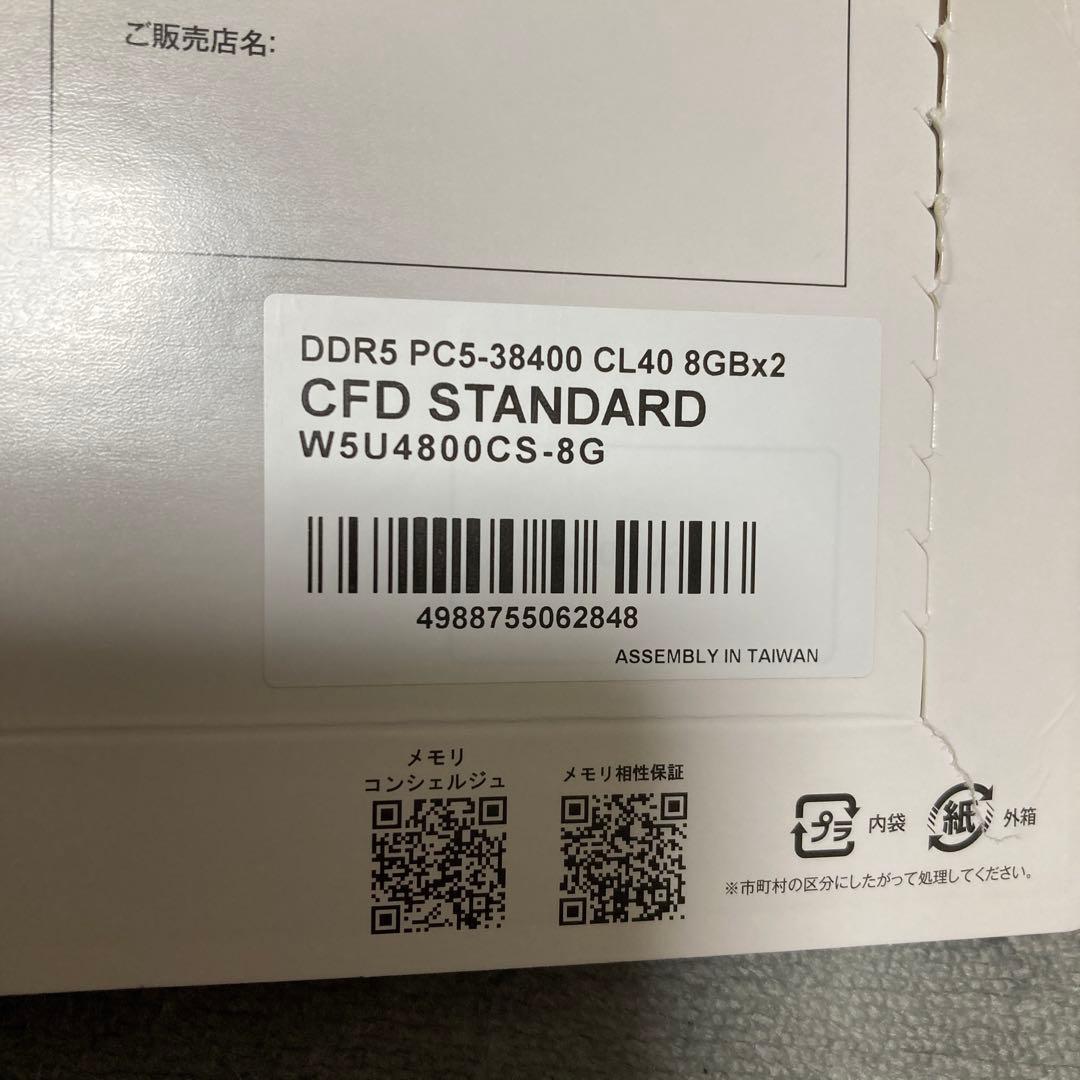 ご販売店名:
DDR5 PC5-38400 CL40 8GBx2
CFD STANDARD
W5U4800CS-8G
4988755062848
ASSEMBLY IN TAIWAN
メモリ
コンシェルジュ
メモリ相性保証
プラ 内袋
紙 外箱
※市町村の区分にしたがって処理してください。